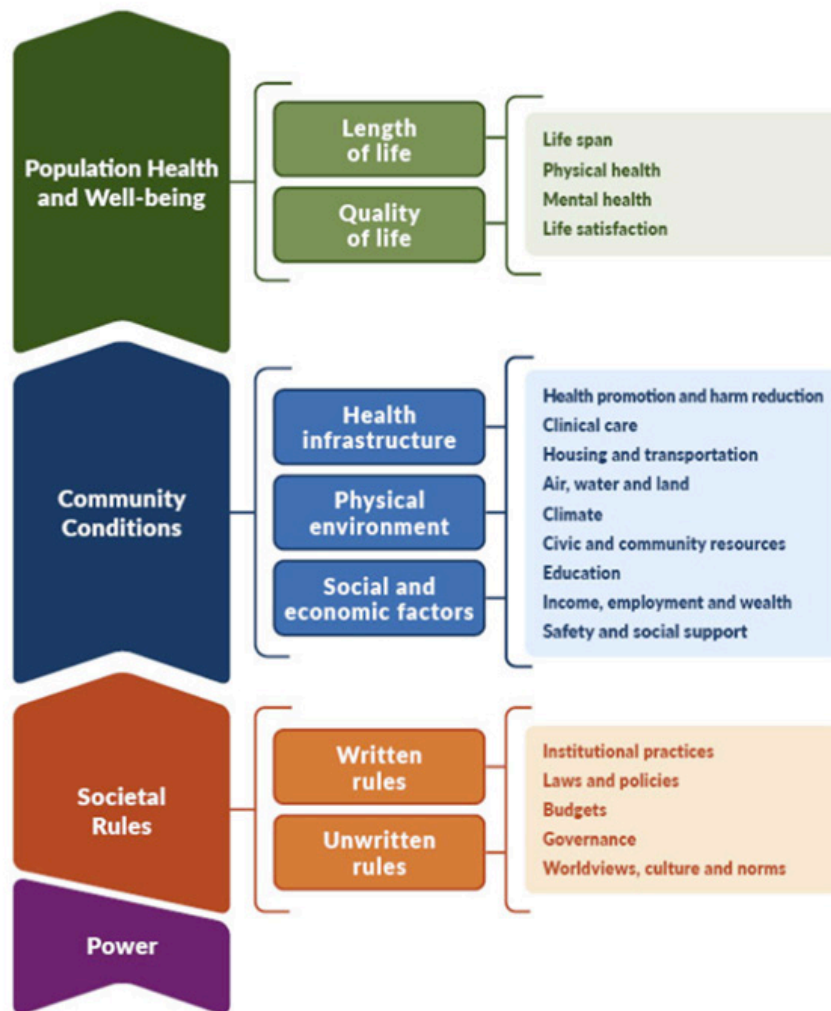 Population Health
and Well-being
Length
of life
Quality
of life
Life span
Physical health
Mental health
Life satisfaction
Community
Conditions
Health
infrastructure
Physical
environment
Social and
economic factors
Health promotion and harm reduction
Clinical care
Housing and transportation
Air, water and land
Climate
Civic and community resources
Education
Income, employment and wealth
Safety and social support
Societal
Rules
Written
rules
Unwritten
rules
Institutional practices
Laws and policies
Budgets
Governance
Worldviews, culture and norms
Power